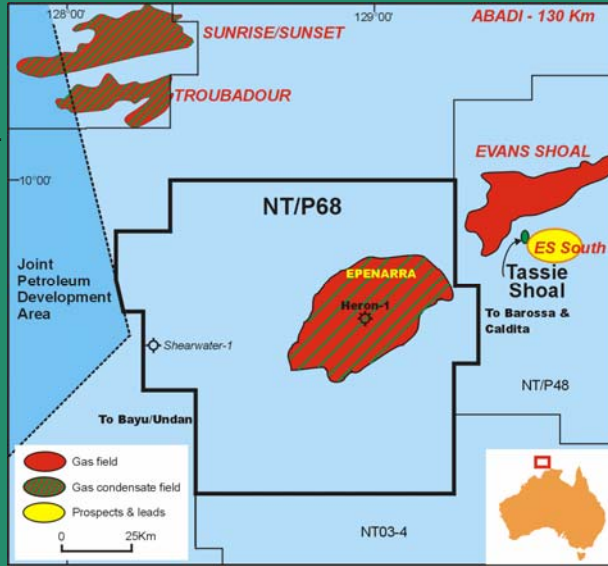 128°00'
129°00'
ABADI - 130 Km
SUNRISE/SUNSET
TROUBADOUR
EVANS SHOAL
10°00'
NT/P68
ES South
Tassie
Shoal
Joint
Petroleum
Development
Area
EPENARRA
Heron-1
To Barossa &
Caldita
Shearwater-1
NT/P48
To Bayu/Undan
Gas field
Gas condensate field
Prospects & leads
0 25Km
NT03-4